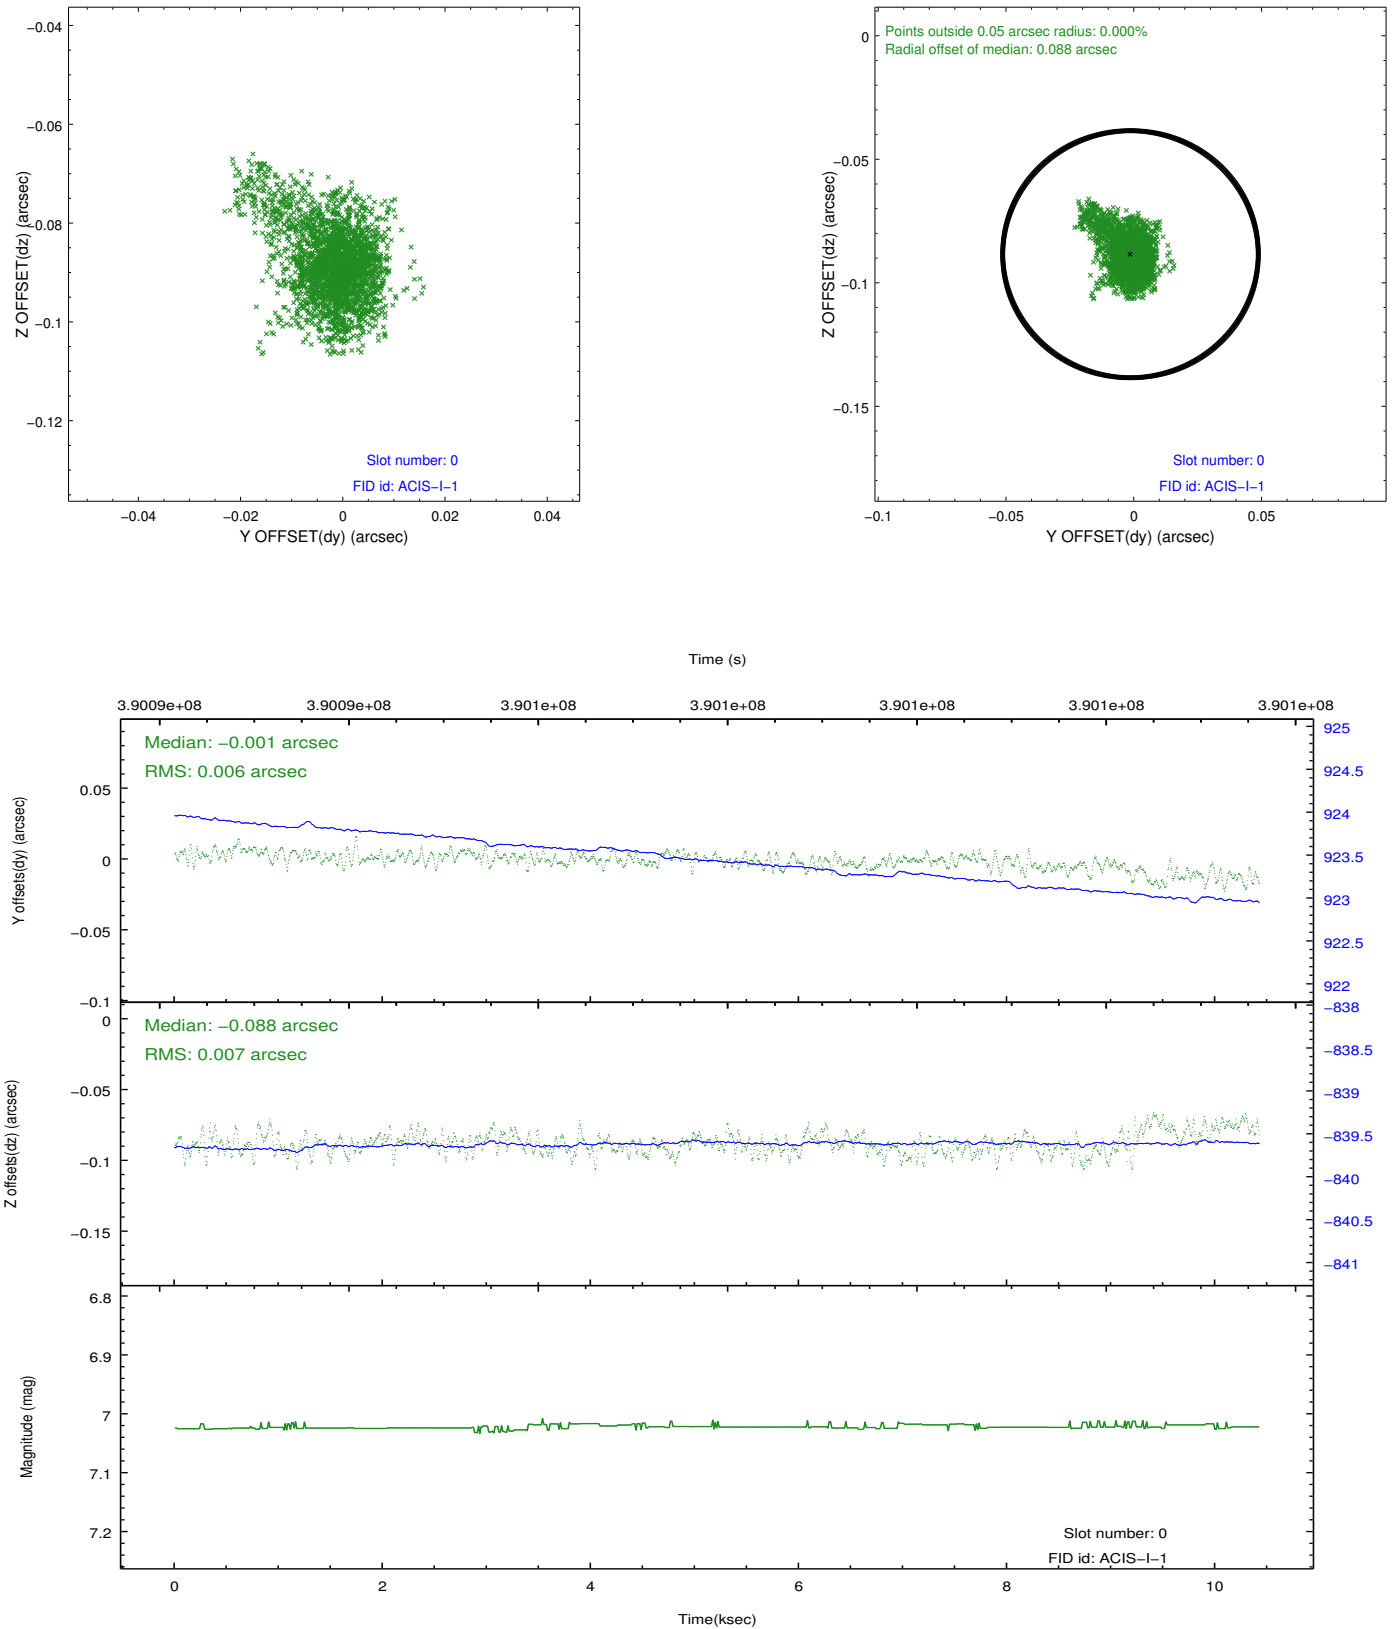 −0.04
−0.06
−0.08
−0.1
−0.12
Z OFFSET(dz) (arcsec)
Slot number: 0
FID id: ACIS−I−1
−0.04 −0.02 0 0.02 0.04
Y OFFSET(dy) (arcsec)
Points outside 0.05 arcsec radius: 0.000%
Radial offset of median: 0.088 arcsec
0
−0.05
−0.1
−0.15
Z OFFSET(dz) (arcsec)
Slot number: 0
FID id: ACIS−I−1
−0.1 −0.05 0 0.05
Y OFFSET(dy) (arcsec)
Time (s)
3.9009e+08 3.9009e+08 3.901e+08 3.901e+08 3.901e+08 3.901e+08 3.901e+08
Median: −0.001 arcsec
RMS: 0.006 arcsec
0.05
0
−0.05
−0.1
Y offsets(dy) (arcsec)
925
924.5
924
923.5
923
922.5
922
Median: −0.088 arcsec
RMS: 0.007 arcsec
0
−0.05
−0.1
−0.15
Z offsets(dz) (arcsec)
−838
−838.5
−839
−839.5
−840
−840.5
−841
6.8
6.9
7
7.1
7.2
Magnitude (mag)
Slot number: 0
FID id: ACIS−I−1
0 2 4 6 8 10
Time(ksec)